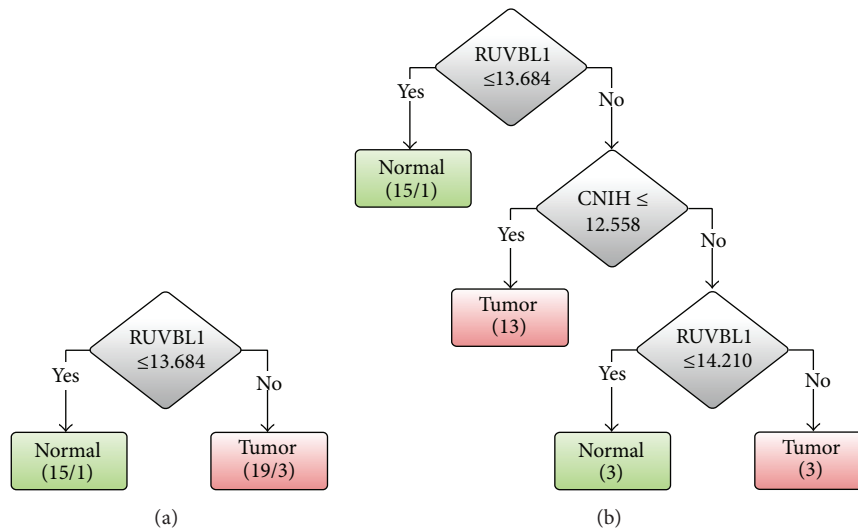 RUVBL1
≤13.684
Yes
No
Normal
(15/1)
Tumor
(19/3)
(a)
RUVBL1
≤13.684
Yes
No
Normal
(15/1)
CNIH ≤
12.558
Yes
No
Tumor
(13)
RUVBL1
≤14.210
Yes
No
Normal
(3)
Tumor
(3)
(b)